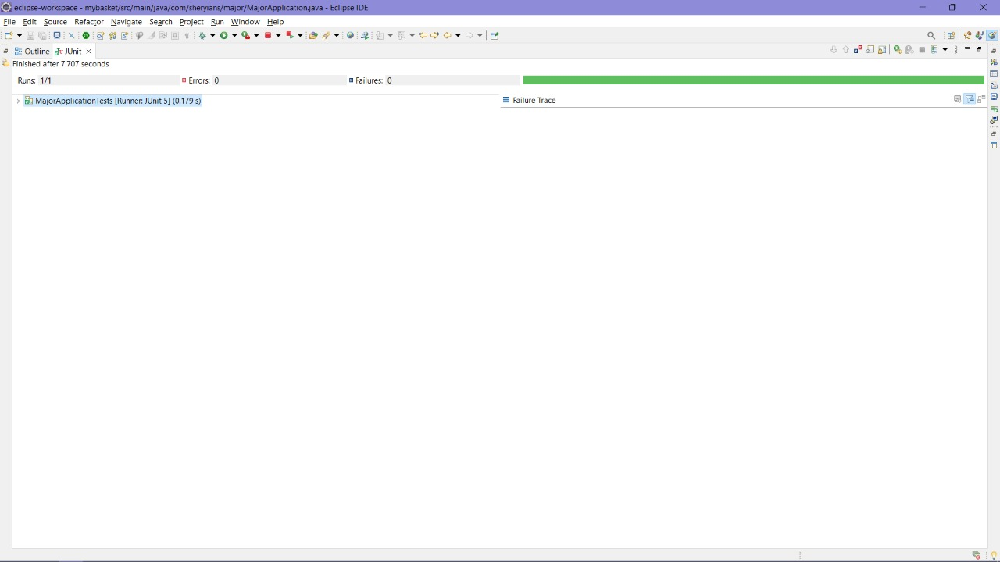 eclipse-workspace - mybasket/src/main/java/com/sheryians/major/MajorApplication.java - Eclipse IDE
File Edit Source Refactor Navigate Search Project Run Window Help
Outline JUnit
Finished after 7.707 seconds
Runs: 1/1 Errors: 0 Failures: 0
MajorApplicationTests [Runner: JUnit 5] (0.179 s)
Failure Trace